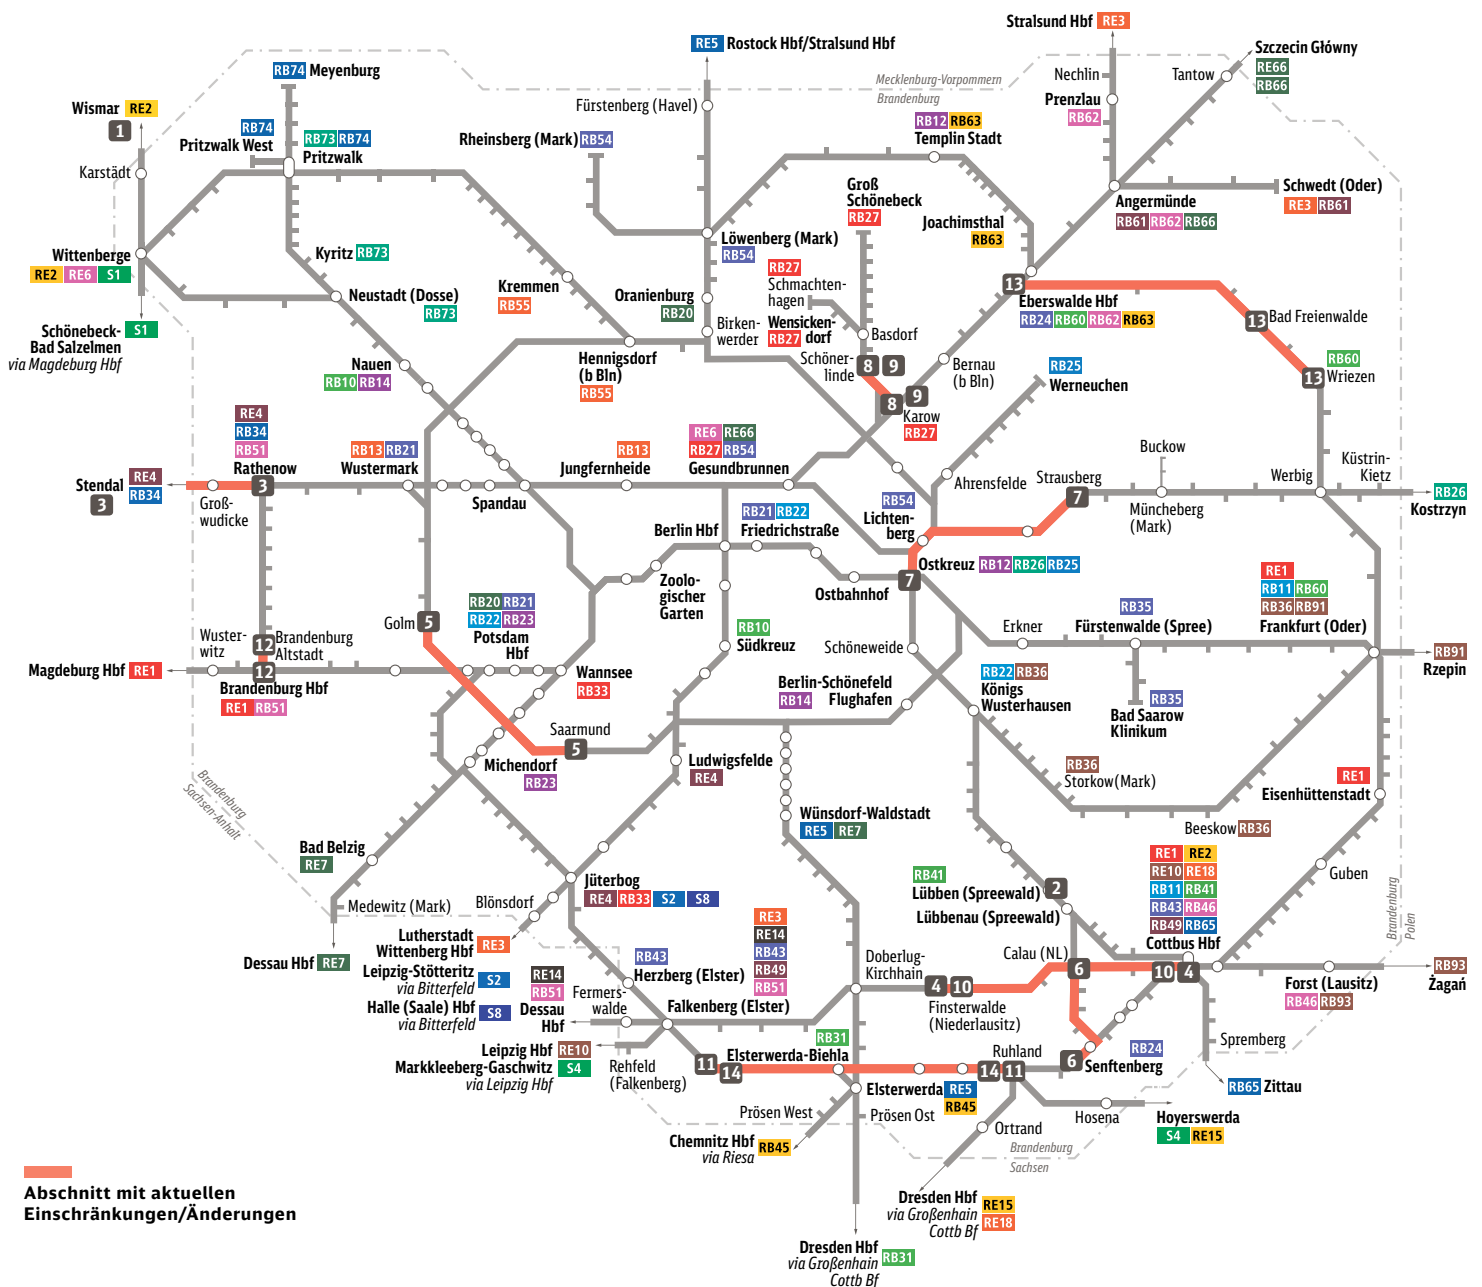 Stralsund Hbf RE3
RE5 Rostock Hbf/Stralsund Hbf
Szczecin Główny
RE66
RB66
Nechlin
Tantow
Mecklenburg-Vorpommern
Brandenburg
RB74 Meyenburg
Wismar RE2
1
Prenzlau
RB62
Fürstenberg (Havel)
RB74
Pritzwalk West
RB73 RB74
Pritzwalk
RB12 RB63
Templin Stadt
Rheinsberg (Mark) RB54
Karstädt
Groß
Schönebeck
RB27
Schwedt (Oder)
RE3 RB61
Angermünde
RB61 RB62 RB66
Joachimsthal
RB63
Löwenberg (Mark)
RB54
Wittenberge
RE2 RE6 S1
Kyritz RB73
RB27
Schmachten-
hagen
Kremmen
RB55
Oranienburg
RB20
Neustadt (Dosse)
RB73
13
Eberswalde Hbf
RB24 RB60 RB62 RB63
Wensicken-
dorf
RB27
Basdorf
13
Bad Freienwalde
Schönebeck-
Bad Salzelmen
via Magdeburg Hbf
S1
Birken-
werder
Schöner-
linde
8 9
Bernau
(b Bln)
Hennigsdorf
(b Bln)
RB55
Nauen
RB10 RB14
RB25
Werneuchen
RB60
Wriezen
13
8
9
Karow
RB27
RE4
RB34
RB51
Rathenow
3
RB13 RB21
Wustermark
RB13
Jungfernheide
RE6 RE66
RB27 RB54
Gesundbrunnen
Stendal
3
RE4
RB34
Groß-
wudicke
Spandau
Ahrensfelde
Strausberg
7
Buckow
Müncheberg
(Mark)
Werbig
Küstrin-
Kietz
RB26
Kostrzyn
RB54
Lichten-
berg
Berlin Hbf
RB21 RB22
Friedrichstraße
Ostkreuz RB12 RB26 RB25
7
Ostbahnhof
Zoolo-
gischer
Garten
Golm
5
RB20 RB21
RB22 RB23
Potsdam
Hbf
RB10
Südkreuz
Schöneweide
Erkner
RB35
Fürstenwalde (Spree)
RE1
RB11 RB60
RB36 RB91
Frankfurt (Oder)
RB91
Rzepin
Wuster-
witz
12
Brandenburg
Altstadt
Magdeburg Hbf RE1
12
Brandenburg Hbf
RE1 RB51
Wannsee
RB33
Berlin-Schönefeld
Flughafen
RB14
RB22 RB36
Königs
Wusterhausen
RB35
Bad Saarow
Klinikum
Saarmund
5
Michendorf
RB23
Ludwigsfelde
RE4
RB36
Storkow(Mark)
RE1
Eisenhüttenstadt
Brandenburg
Sachsen-Anhalt
Wünsdorf-Waldstadt
RE5 RE7
Beeskow RB36
Bad Belzig
RE7
RE1 RE2
RE10 RE18
RB11 RB41
RB43 RB46
RB49 RB65
Cottbus Hbf
Guben
Jüterbog
RE4 RB33 S2 S8
RB41
Lübben (Spreewald)
2
Lübbenau (Spreewald)
Medewitz (Mark)
Blönsdorf
Brandenburg
Polen
Lutherstadt
Wittenberg Hbf
RE3
RE3
RE14
RB43
RB49
RB51
Falkenberg (Elster)
Dessau Hbf RE7
Leipzig-Stötteritz
via Bitterfeld
S2
RB43
Herzberg (Elster)
Doberlug-
Kirchhain
Calau (NL)
6
10
4
RE14
RB51
Dessau
Hbf
Fermers-
walde
Halle (Saale) Hbf
via Bitterfeld
S8
4 10
Finsterwalde
(Niederlausitz)
Forst (Lausitz)
RB46 RB93
RB93
Żagań
Leipzig Hbf RE10
Markkleeberg-Gaschwitz S4
via Leipzig Hbf
Rehfeld
(Falkenberg)
RB31
Elsterwerda-Biehla
11
14
Ruhland
14 11
6
RB24
Senftenberg
Spremberg
RB65 Zittau
Elsterwerda RE5
RB45
Prösen West
Prösen Ost
Hosena
Hoyerswerda
S4 RE15
Ortrand
Chemnitz Hbf
via Riesa
RB45
Brandenburg
Sachsen
Abschnitt mit aktuellen
Einschränkungen/Änderungen
Dresden Hbf
via Großenhain
Cottb Bf
RE15
RE18
Dresden Hbf
via Großenhain
Cottb Bf
RB31